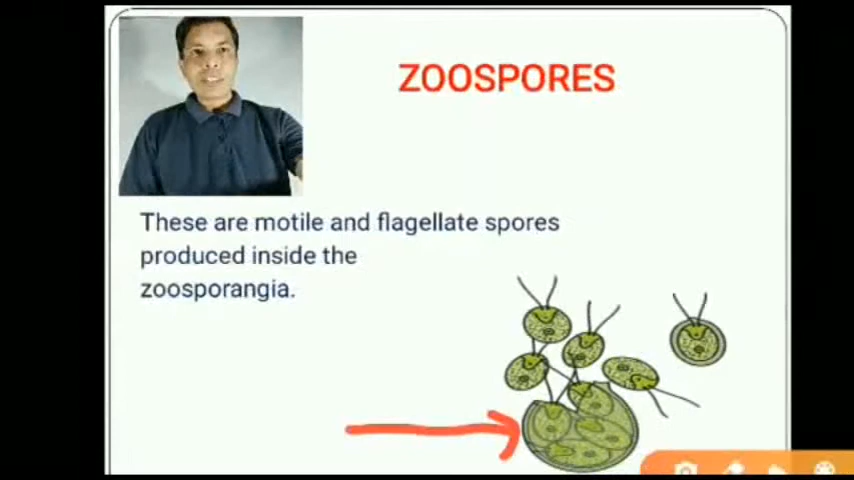 ZOOSPORES
These are motile and flagellate spores
produced inside the
zoosporangia.